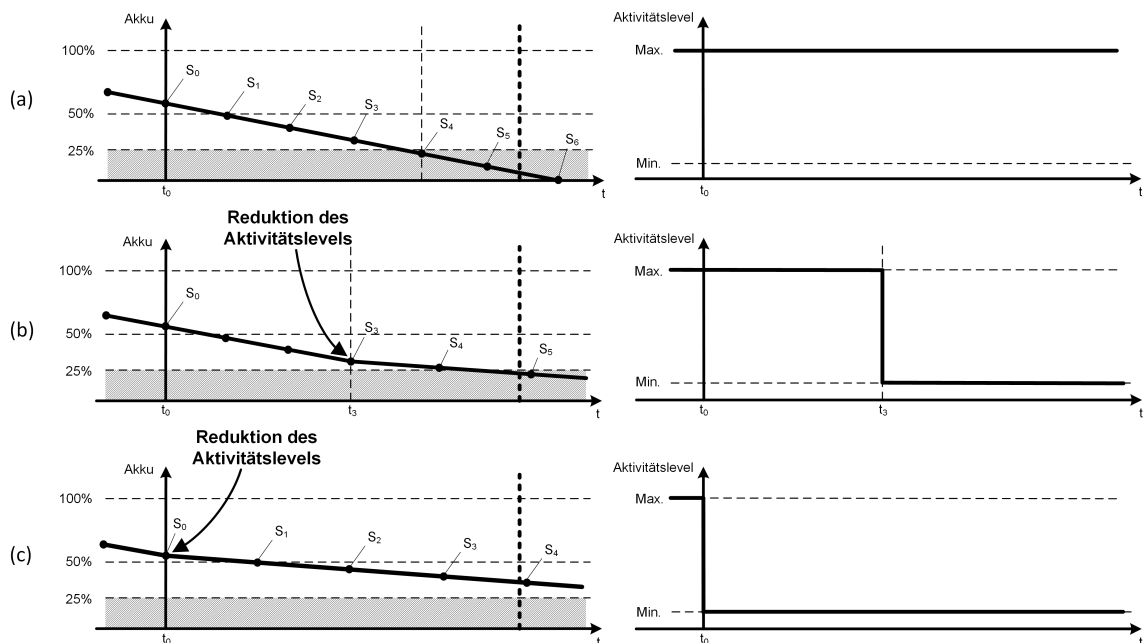 (a)
Akku
100%
50%
25%
S0
S1
S2
S3
S4
S5
S6
t0
t
Aktivitätslevel
Max.
Min.
t0
t
(b)
Reduktion des
Aktivitätslevels
Akku
100%
50%
25%
S0
S3
S4
S5
t0
t3
t
Aktivitätslevel
Max.
Min.
t0
t3
t
(c)
Reduktion des
Aktivitätslevels
Akku
100%
50%
25%
S0
S1
S2
S3
S4
t0
t
Aktivitätslevel
Max.
Min.
t0
t